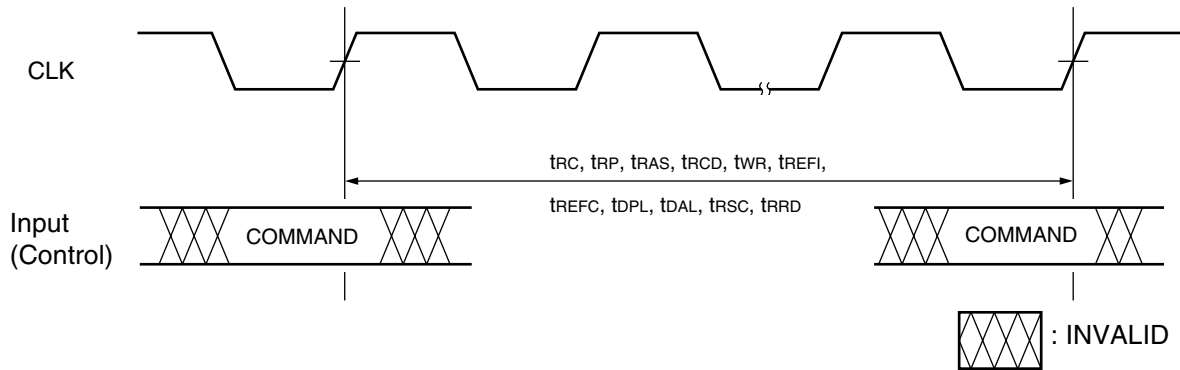 CLK
tRC, tRP, tRAS, tRCD, tWR, tREFI,
tREFC, tDPL, tDAL, tRSC, tRRD
Input
(Control)
COMMAND
COMMAND
: INVALID